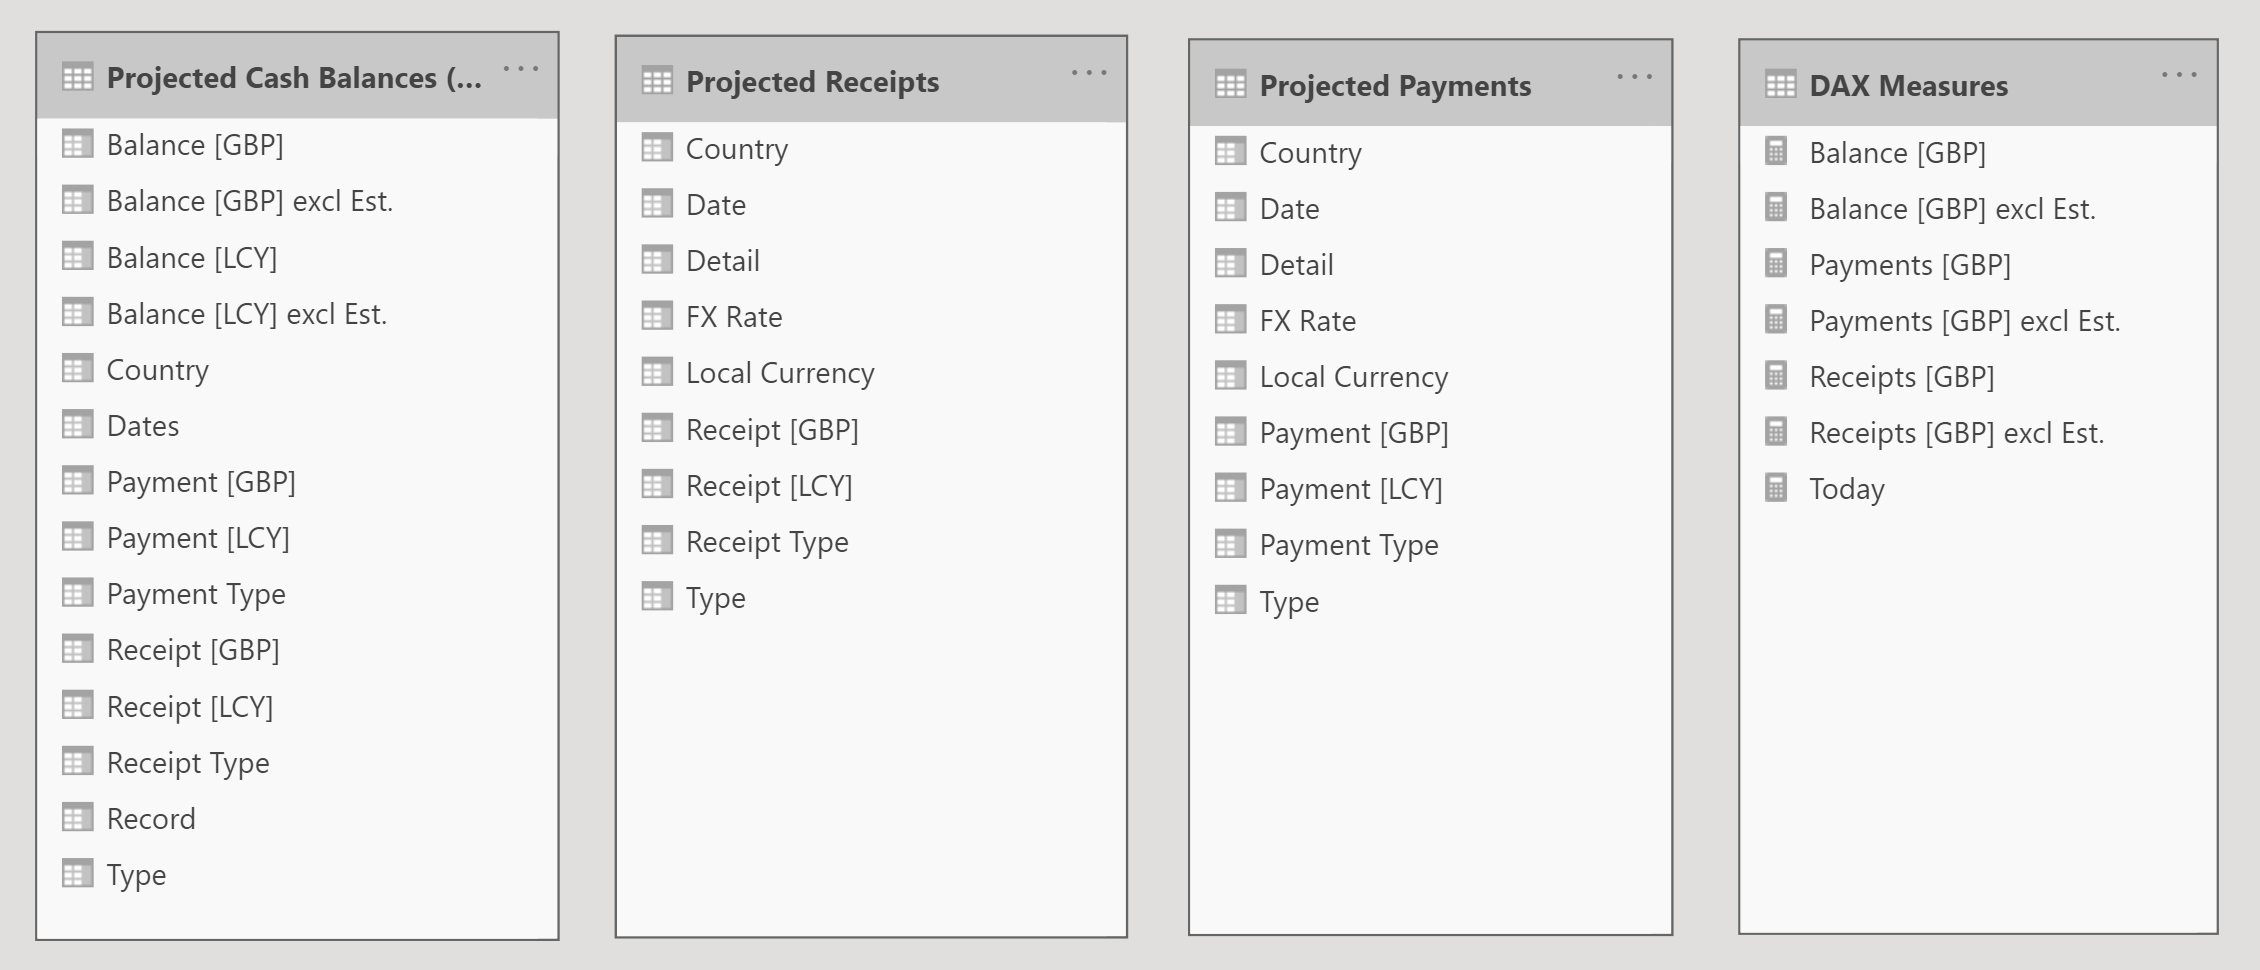 Projected Cash Balances (...
Balance [GBP]
Balance [GBP] excl Est.
Balance [LCY]
Balance [LCY] excl Est.
Country
Dates
Payment [GBP]
Payment [LCY]
Payment Type
Receipt [GBP]
Receipt [LCY]
Receipt Type
Record
Type
Projected Receipts
Country
Date
Detail
FX Rate
Local Currency
Receipt [GBP]
Receipt [LCY]
Receipt Type
Type
Projected Payments
Country
Date
Detail
FX Rate
Local Currency
Payment [GBP]
Payment [LCY]
Payment Type
Type
DAX Measures
Balance [GBP]
Balance [GBP] excl Est.
Payments [GBP]
Payments [GBP] excl Est.
Receipts [GBP]
Receipts [GBP] excl Est.
Today